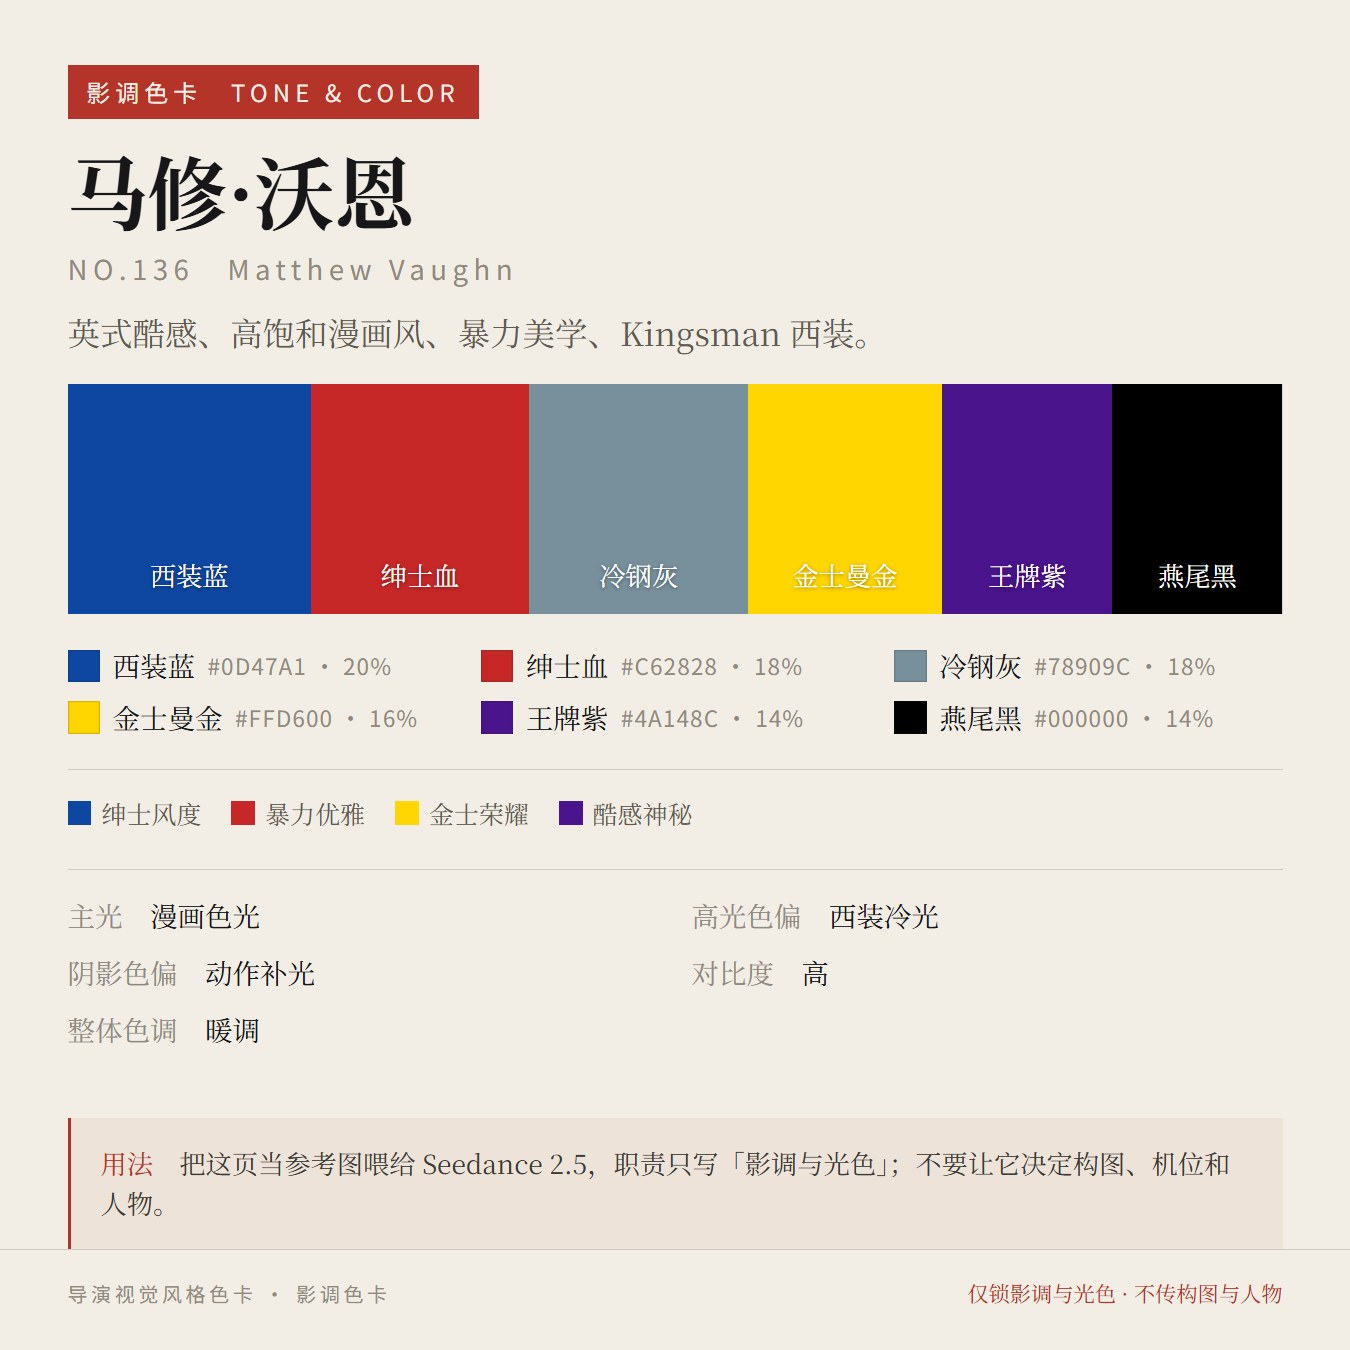 影调色卡 TONE & COLOR
马修·沃恩
NO.136 Matthew Vaughn
英式酷感、高饱和漫画风、暴力美学、Kingsman 西装。
西装蓝 绅士血 冷钢灰 金士曼金 王牌紫 燕尾黑
西装蓝 #0D47A1 · 20% 绅士血 #C62828 · 18% 冷钢灰 #78909C · 18%
金士曼金 #FFD600 · 16% 王牌紫 #4A148C · 14% 燕尾黑 #000000 · 14%
绅士风度 暴力优雅 金士荣耀 酷感神秘
主光 漫画色光 高光色偏 西装冷光
阴影色偏 动作补光 对比度 高
整体色调 暖调
用法 把这页当参考图喂给 Seedance 2.5，职责只写「影调与光色」；不要让它决定构图、机位和
人物。
导演视觉风格色卡 · 影调色卡 仅锁影调与光色 · 不传构图与人物